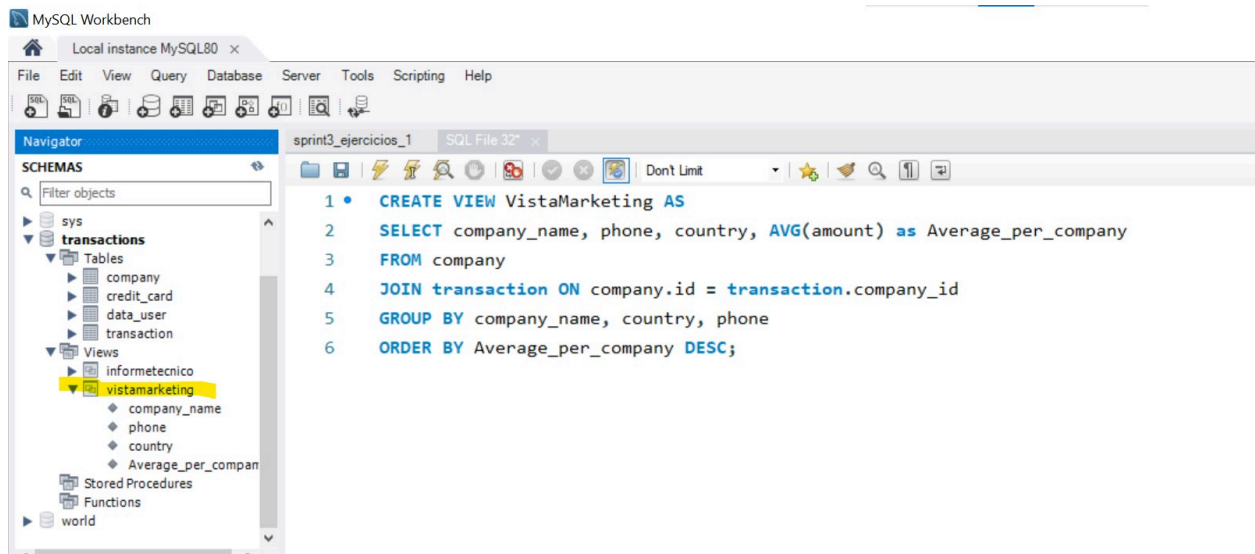 MySQL Workbench
Local instance MySQL80 ×
File Edit View Query Database Server Tools Scripting Help
Navigator
sprint3_ejercicios_1 SQL File 32* ×
SCHEMAS
Don't Limit
Filter objects
sys
transactions
Tables
company
credit_card
data_user
transaction
Views
informetecnico
vistamarketing
company_name
phone
country
Average_per_compan
Stored Procedures
Functions
world
1 CREATE VIEW VistaMarketing AS
2 SELECT company_name, phone, country, AVG(amount) as Average_per_company
3 FROM company
4 JOIN transaction ON company.id = transaction.company_id
5 GROUP BY company_name, country, phone
6 ORDER BY Average_per_company DESC;